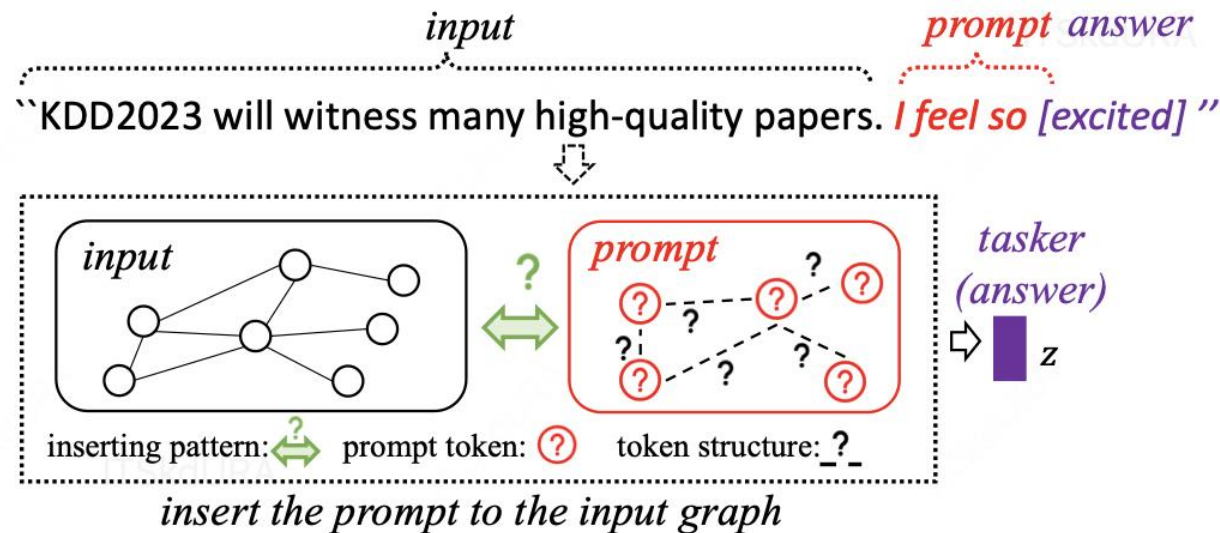 input
prompt answer
``KDD2023 will witness many high-quality papers. I feel so [excited] ”
input
?
prompt
?
?
?
?
?
?
?
?
?
?
tasker
(answer)
z
inserting pattern: ? prompt token: ? token structure: ?
insert the prompt to the input graph